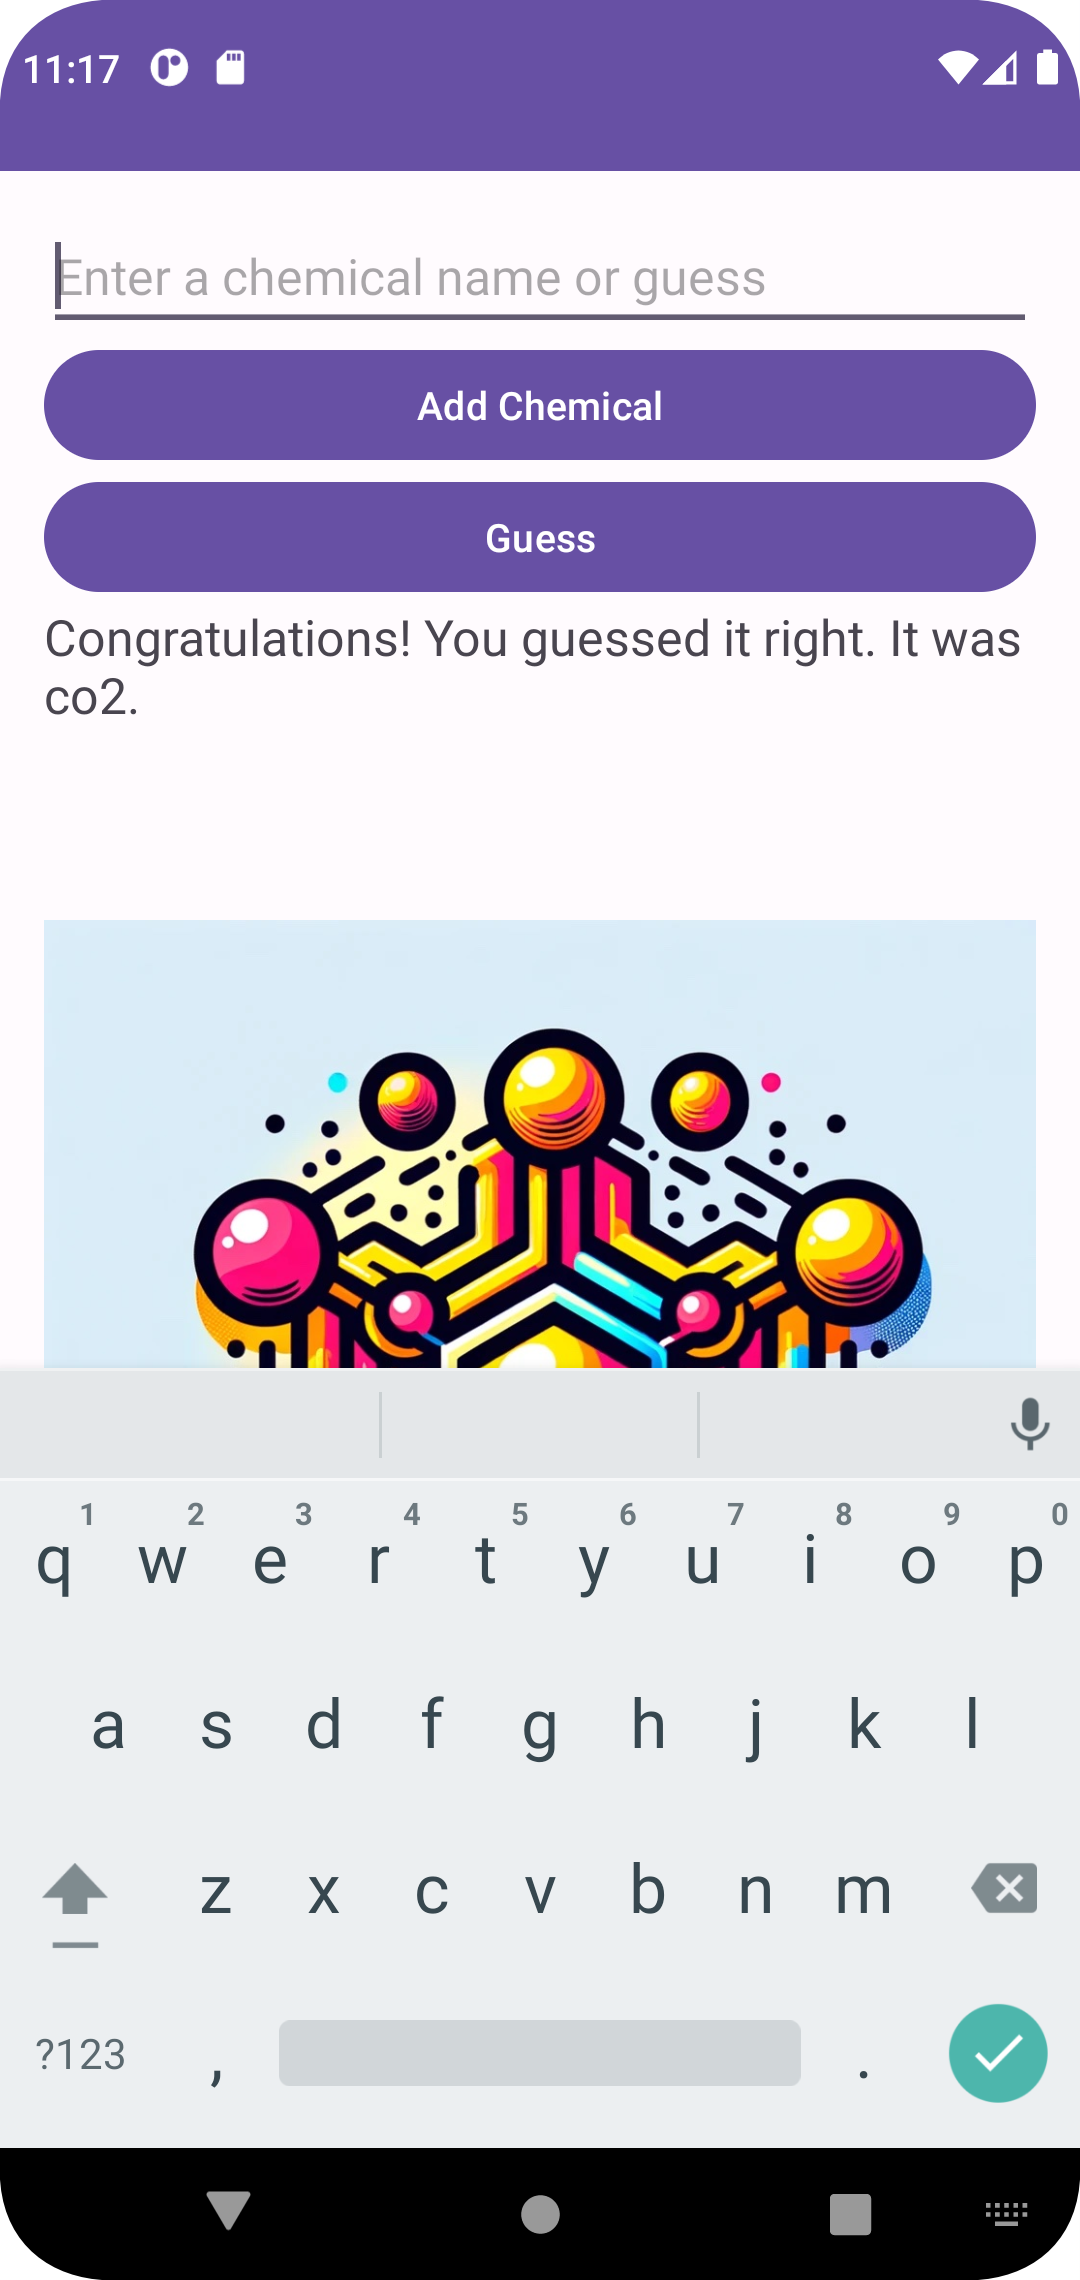 11:17
Enter a chemical name or guess
Add Chemical
Guess
Congratulations! You guessed it right. It was
co2.
1 2 3 4 5 6 7 8 9 0
q w e r t y u i o p
a s d f g h j k l
z x c v b n m
?123 , .